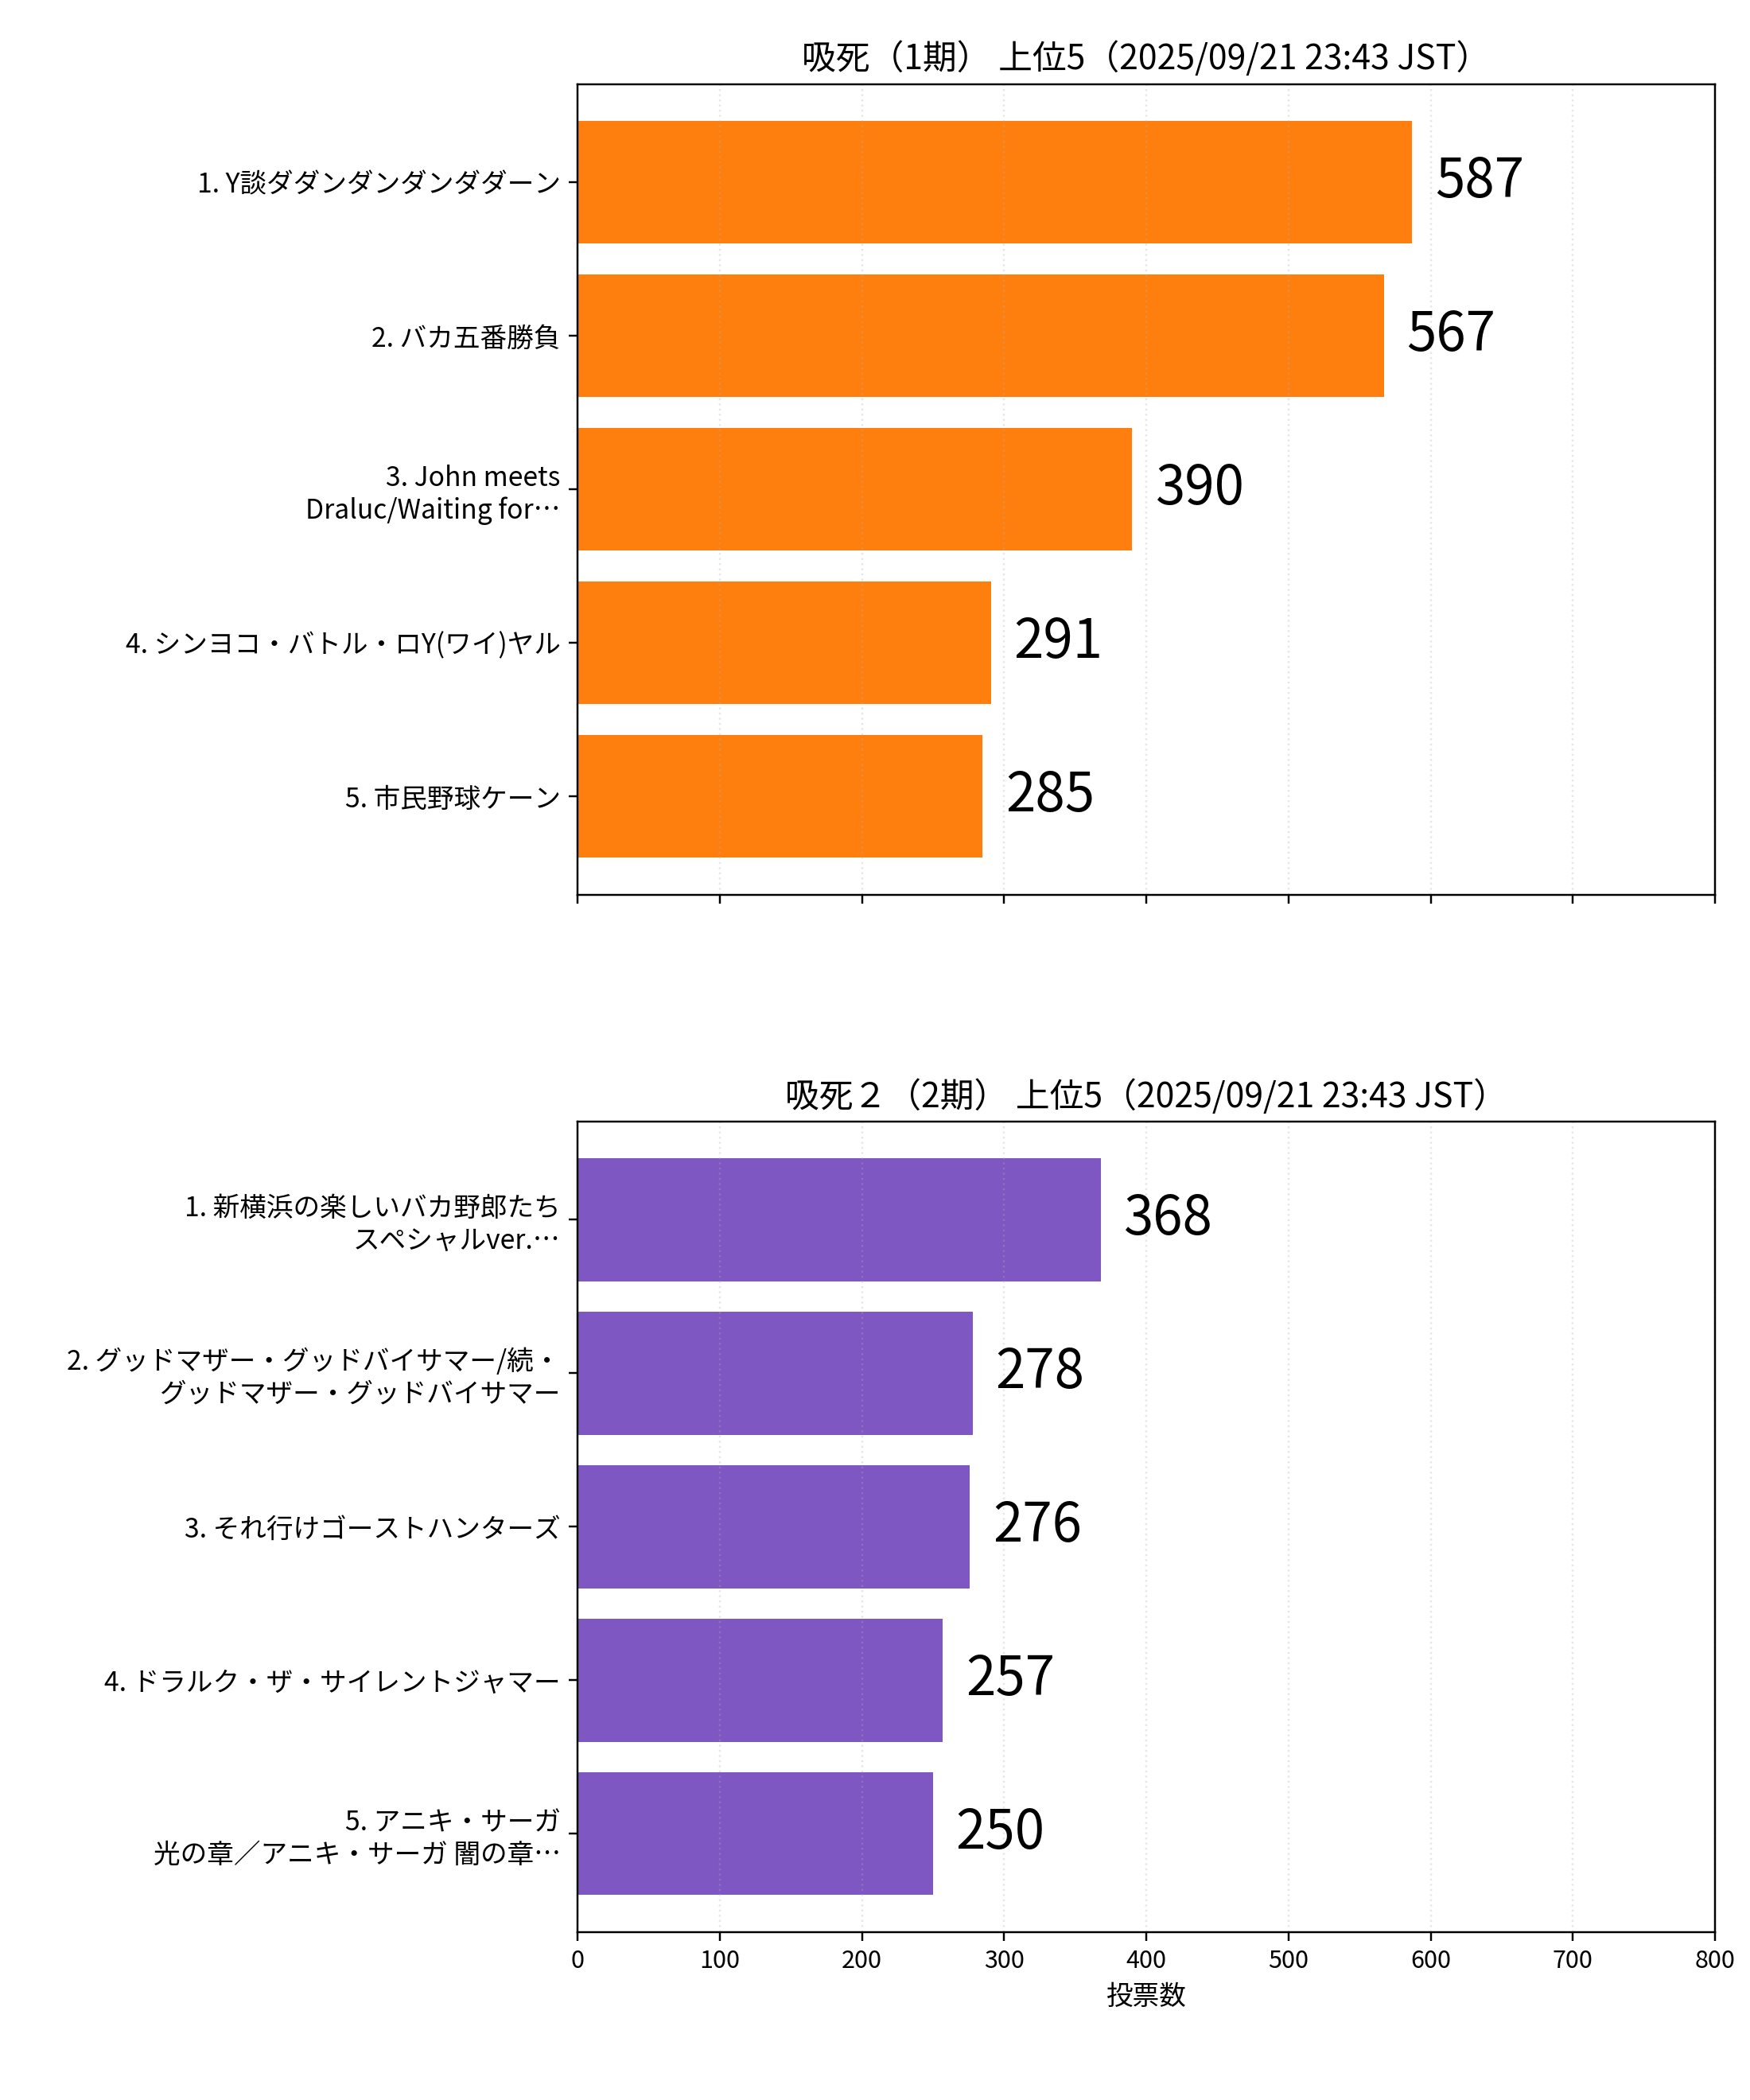 吸死（1期） 上位5（2025/09/21 23:43 JST）
1. Y談ダダンダンダンダダーン
587
2. バカ五番勝負
567
3. John meets
Draluc/Waiting for…
390
4. シンヨコ・バトル・ロY(ワイ)ヤル
291
5. 市民野球ケーン
285
吸死２（2期） 上位5（2025/09/21 23:43 JST）
1. 新横浜の楽しいバカ野郎たち
スペシャルver.…
368
2. グッドマザー・グッドバイサマー/続・
グッドマザー・グッドバイサマー
278
3. それ行けゴーストハンターズ
276
4. ドラルク・ザ・サイレントジャマー
257
5. アニキ・サーガ
光の章／アニキ・サーガ 闇の章…
250
0 100 200 300 400 500 600 700 800
投票数